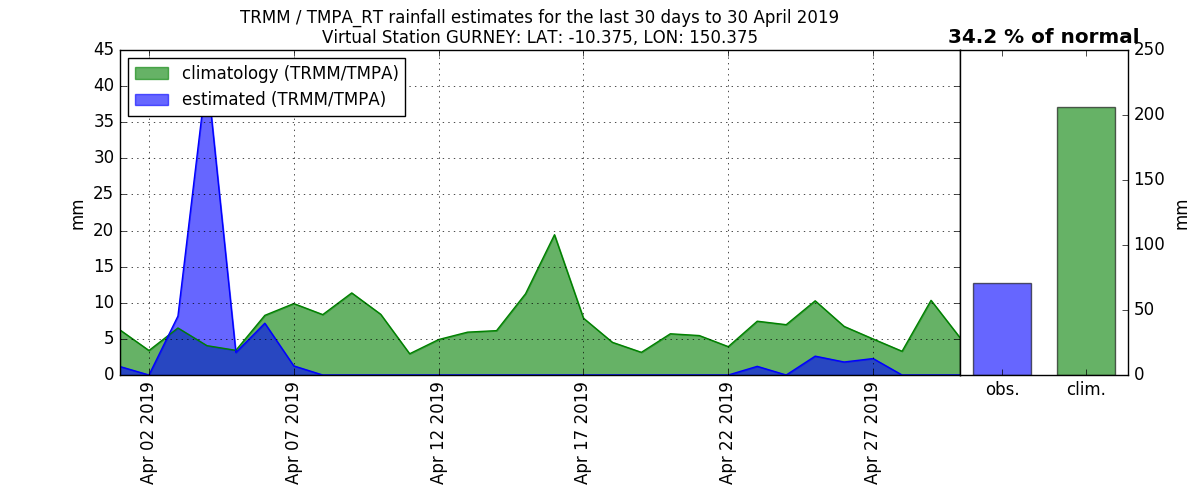 TRMM / TMPA_RT rainfall estimates for the last 30 days to 30 April 2019
Virtual Station GURNEY: LAT: -10.375, LON: 150.375
34.2 % of normal
climatology (TRMM/TMPA)
estimated (TRMM/TMPA)
45
40
35
30
25
20
15
10
5
0
mm
Apr 02 2019
Apr 07 2019
Apr 12 2019
Apr 17 2019
Apr 22 2019
Apr 27 2019
250
200
150
100
50
0
mm
obs.
clim.